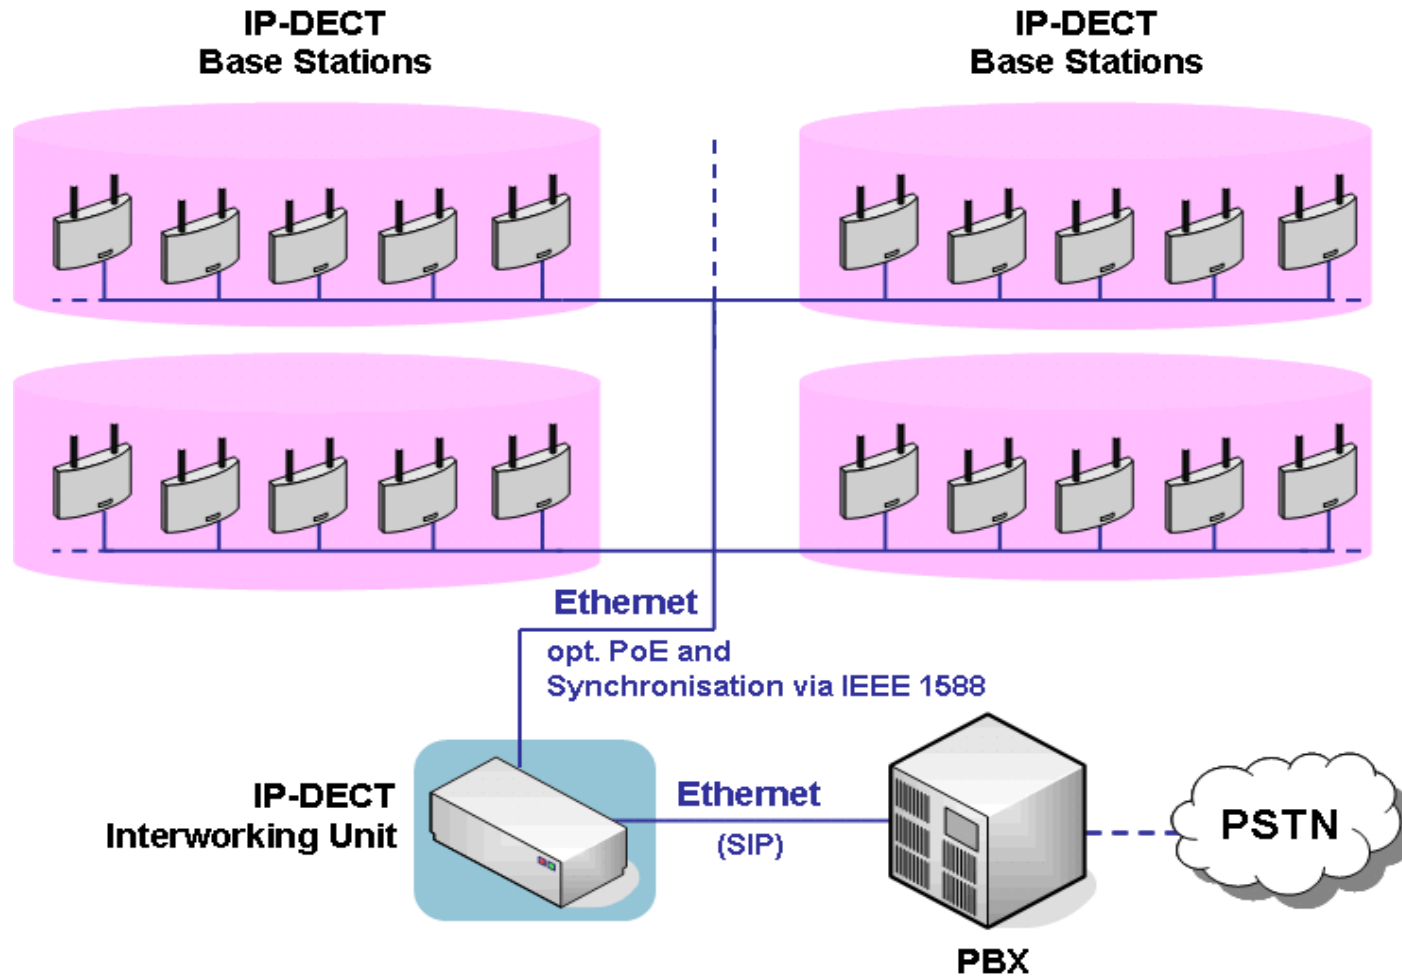 IP-DECT
Base Stations
IP-DECT
Base Stations
Ethernet
opt. PoE and
Synchronisation via IEEE 1588
IP-DECT
Interworking Unit
Ethernet
(SIP)
PSTN
PBX